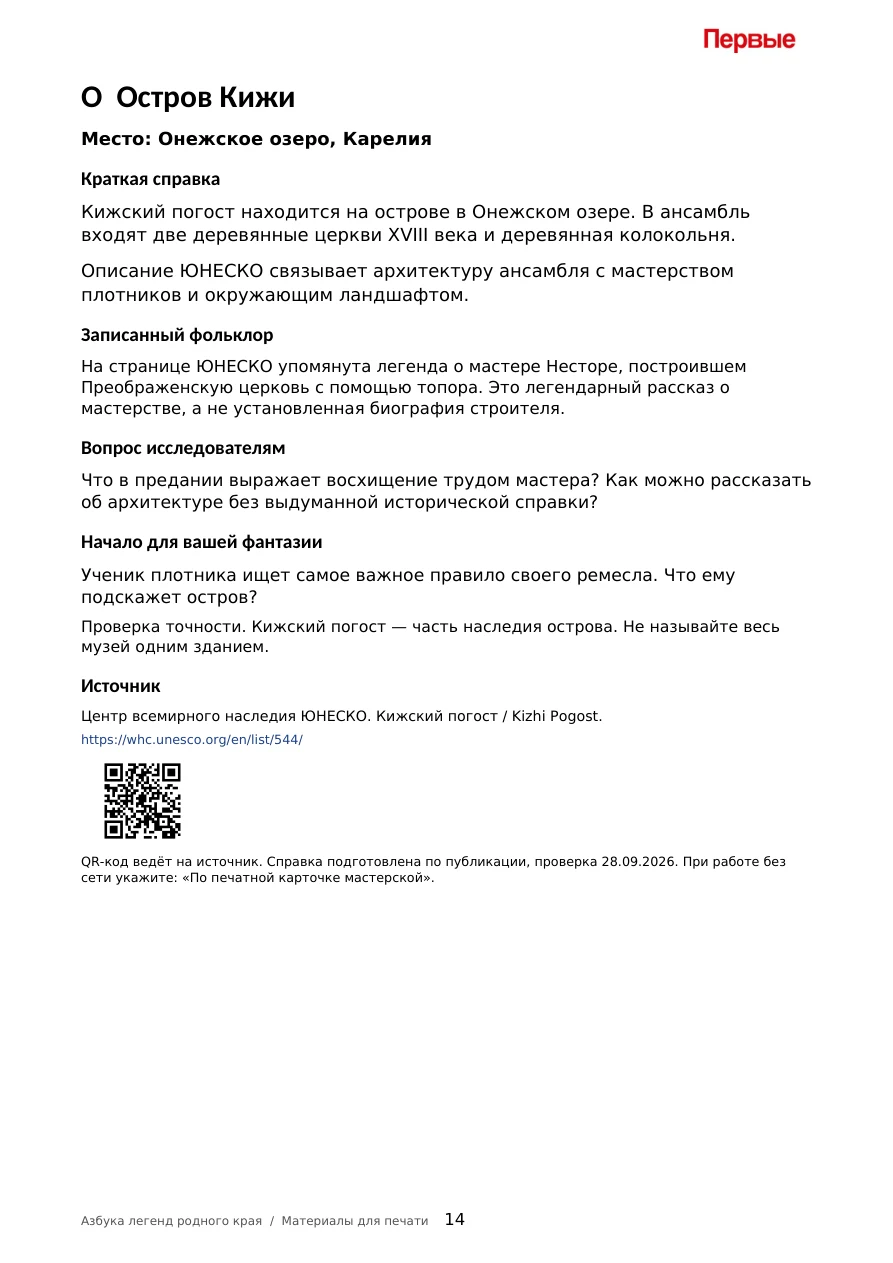 Первые
О Остров Кижи
Место: Онежское озеро, Карелия
Краткая справка
Кижский погост находится на острове в Онежском озере. В ансамбль
входят две деревянные церкви XVIII века и деревянная колокольня.
Описание ЮНЕСКО связывает архитектуру ансамбля с мастерством
плотников и окружающим ландшафтом.
Записанный фольклор
На странице ЮНЕСКО упомянута легенда о мастере Несторе, построившем
Преображенскую церковь с помощью топора. Это легендарный рассказ о
мастерстве, а не установленная биография строителя.
Вопрос исследователям
Что в предании выражает восхищение трудом мастера? Как можно рассказать
об архитектуре без выдуманной исторической справки?
Начало для вашей фантазии
Ученик плотника ищет самое важное правило своего ремесла. Что ему
подскажет остров?
Проверка точности. Кижский погост — часть наследия острова. Не называйте весь
музей одним зданием.
Источник
Центр всемирного наследия ЮНЕСКО. Кижский погост / Kizhi Pogost.
https://whc.unesco.org/en/list/544/
QR-код ведёт на источник. Справка подготовлена по публикации, проверка 28.09.2026. При работе без
сети укажите: «По печатной карточке мастерской».
Азбука легенд родного края / Материалы для печати 14